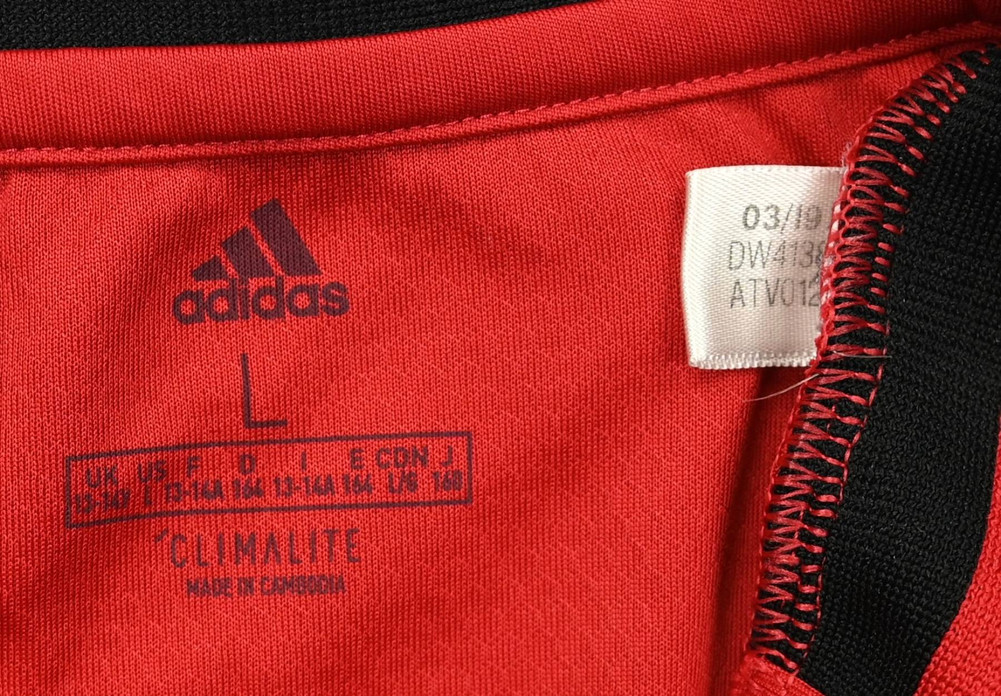 adidas
L
UK US F D I E CDN J
13-14Y L 13-14A 164 13-14A 164 L/G 160
CLIMALITE
MADE IN CAMBODIA
03/19
DW4138
ATV012